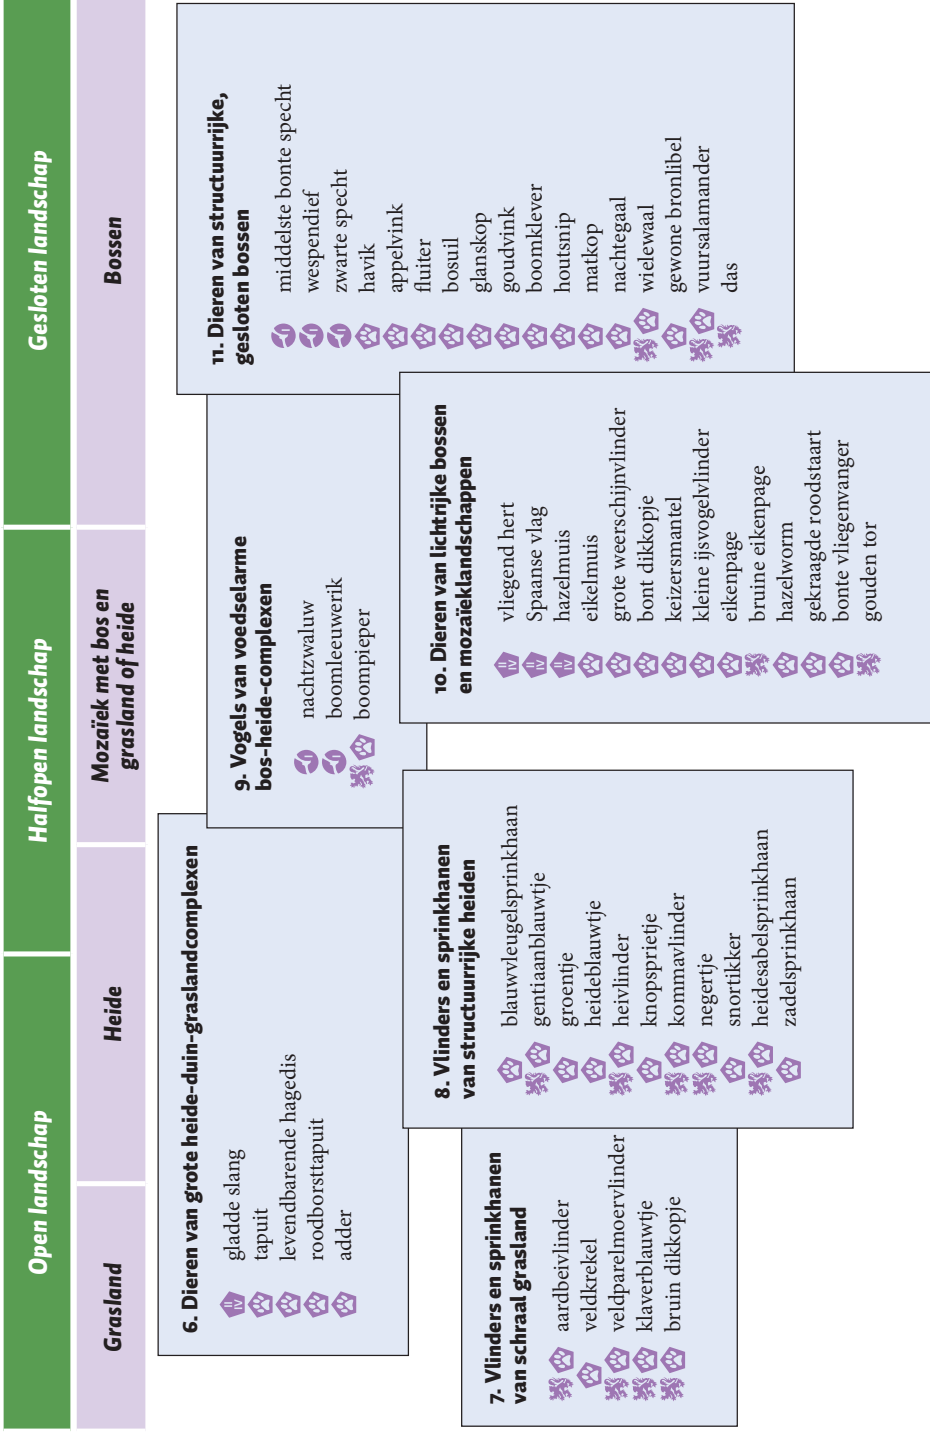 Open landschap
Halfopen landschap
Gesloten landschap
Grasland
Heide
Mozaïek met bos en
grasland of heide
Bossen
6. Dieren van grote heide-duin-graslandcomplexen
gladde slang
tapuit
levendbarende hagedis
roodborsttapuit
adder
7. Vlinders en sprinkhanen
van schraal grasland
aardbeivlinder
veldkrekel
veldparelmoervlinder
klaverblauwtje
bruin dikkopje
8. Vlinders en sprinkhanen
van structuurrijke heiden
blauwvleugelsprinkhaan
gentiaanblauwtje
groentje
heideblauwtje
heivlinder
knopsprietje
kommavlinder
negertje
snortikker
heidesabelsprinkhaan
zadelsprinkhaan
9. Vogels van voedselarme
bos-heide-complexen
nachtzwaluw
boomleeuwerik
boompieper
10. Dieren van lichtrijke bossen
en mozaïeklandschappen
vliegend hert
Spaanse vlag
hazelmuis
eikelmuis
grote weerschijnvlinder
bont dikkopje
keizersmantel
kleine ijsvogelvlinder
eikenpage
bruine eikenpage
hazelworm
gekraagde roodstaart
bonte vliegenvanger
gouden tor
11. Dieren van structuurrijke,
gesloten bossen
middelste bonte specht
wespendief
zwarte specht
havik
appelvink
fluiter
bosuil
glanskop
goudvink
boomklever
houtsnip
matkop
nachtegaal
wielewaal
gewone bronlibel
vuursalamander
das